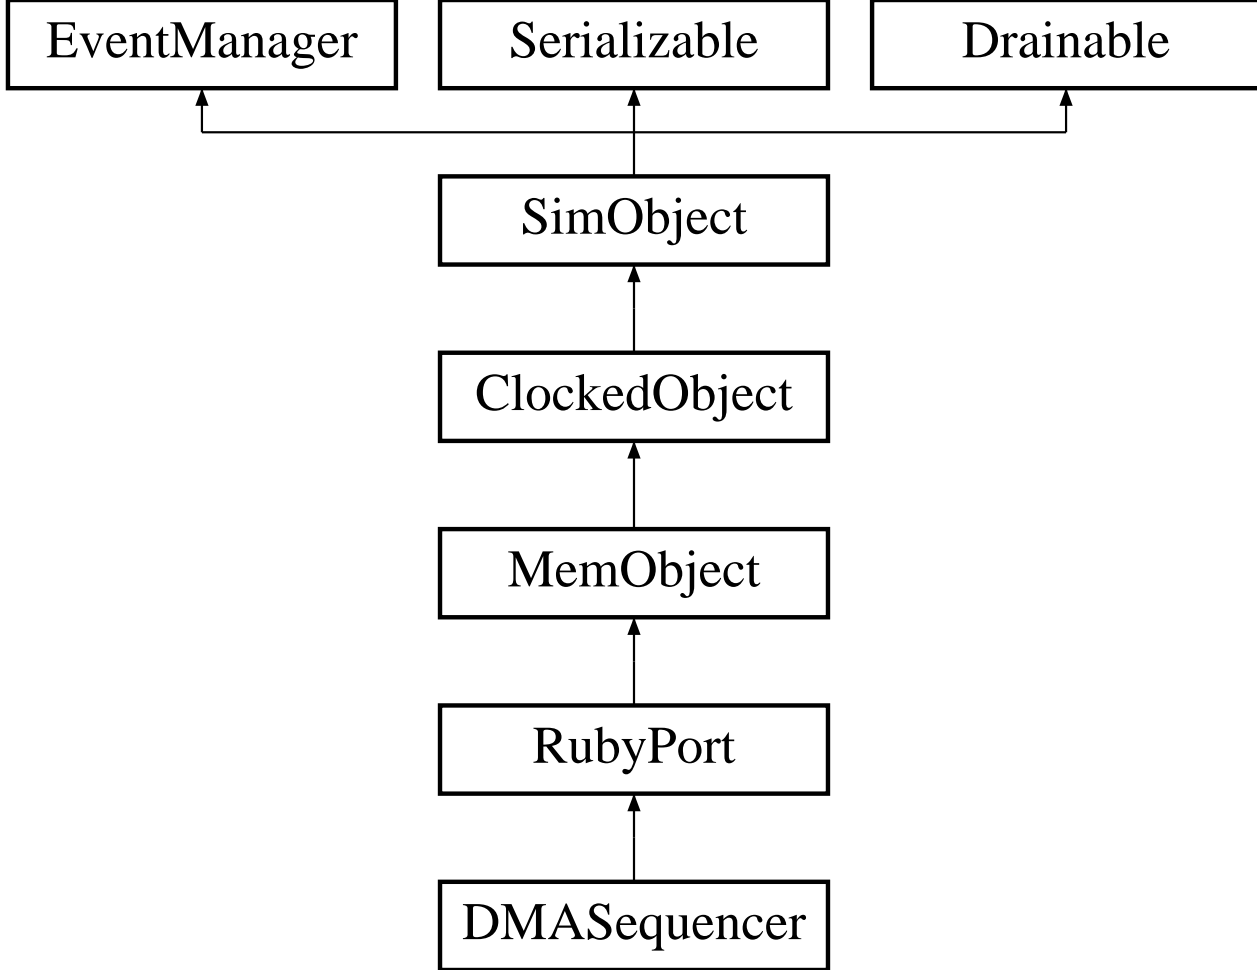 EventManager
Serializable
Drainable
SimObject
ClockedObject
MemObject
RubyPort
DMASequencer